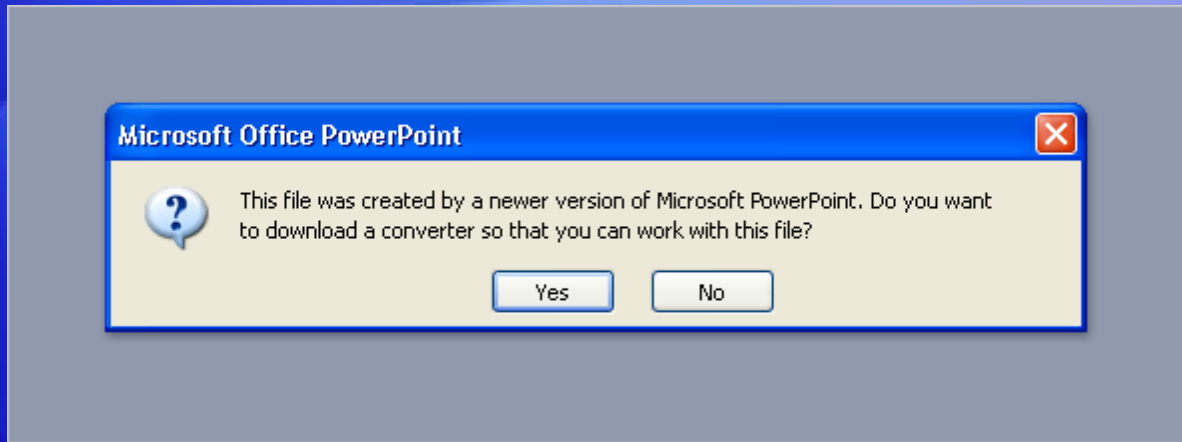 Microsoft Office PowerPoint
?
This file was created by a newer version of Microsoft PowerPoint. Do you want
to download a converter so that you can work with this file?
Yes No